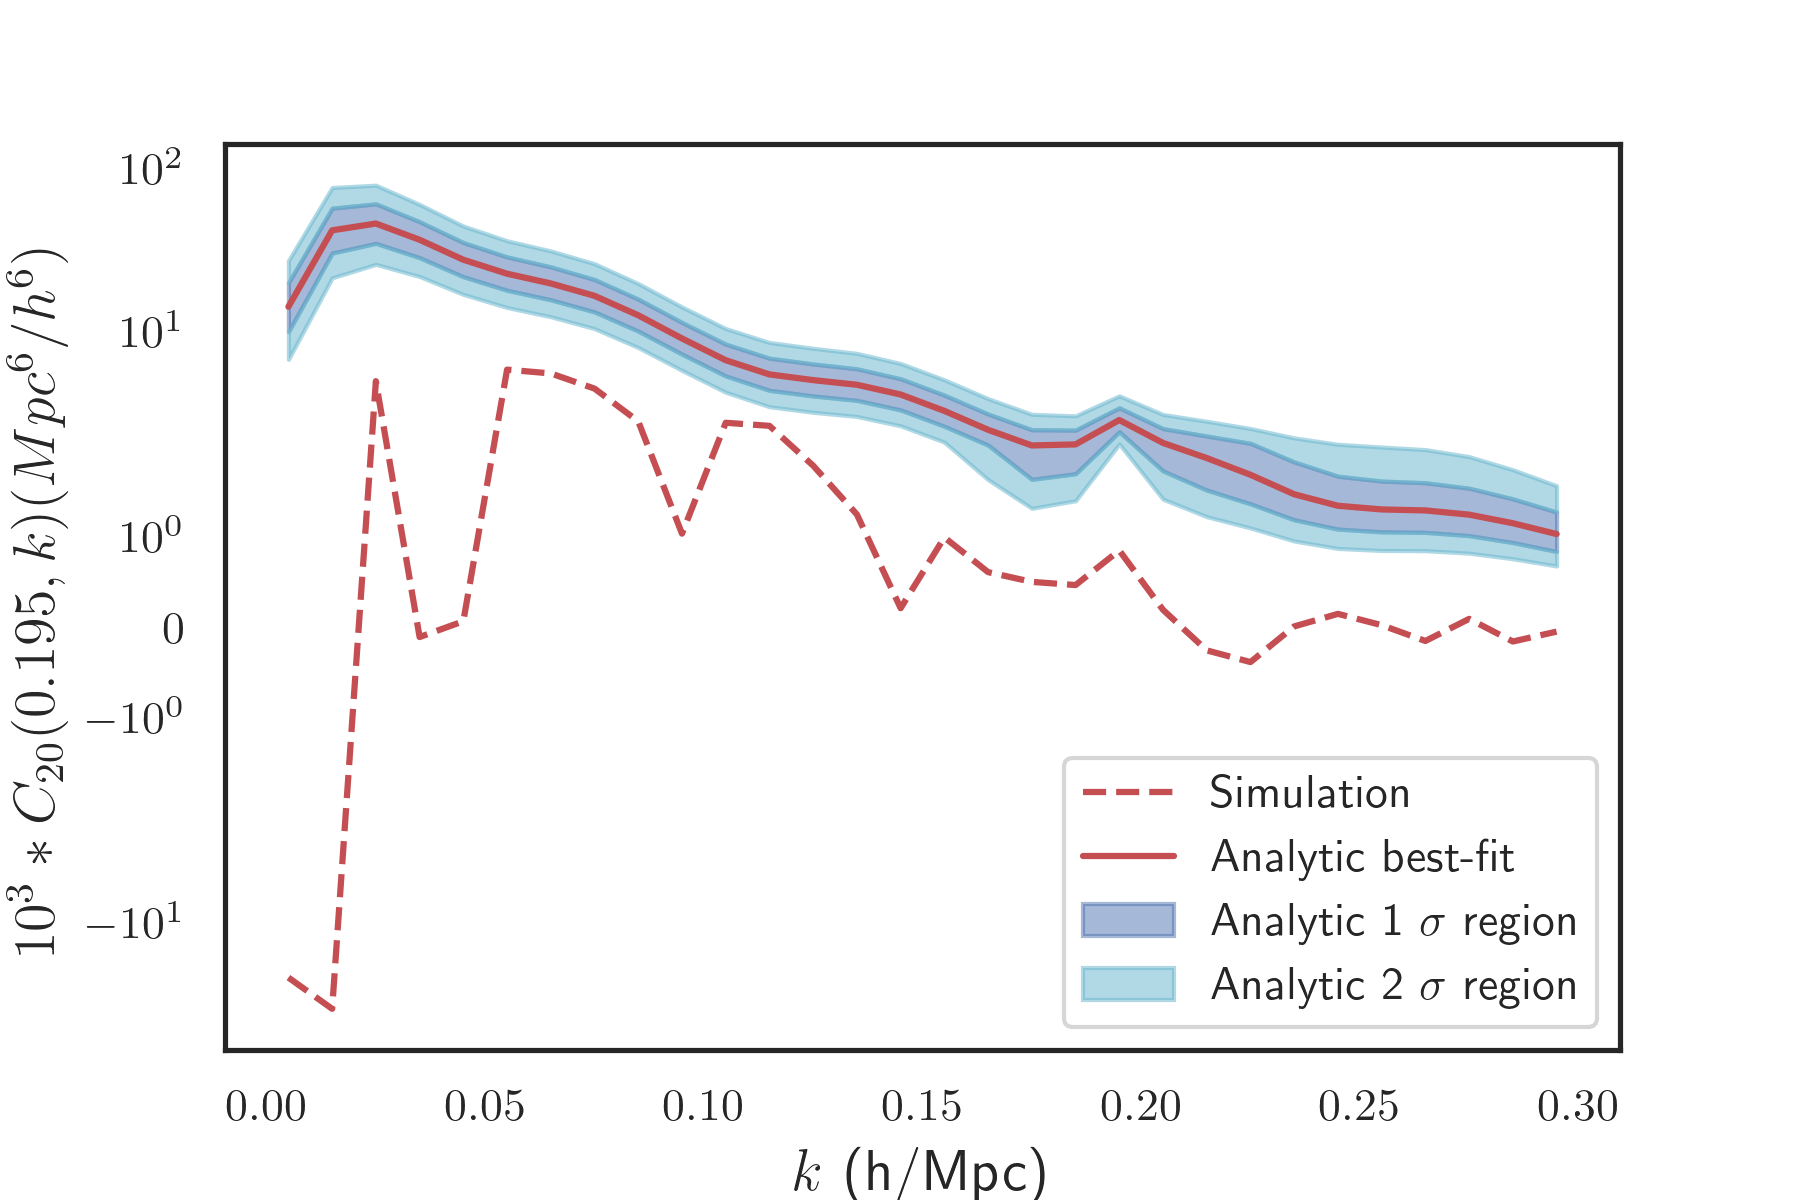 10^2
10^1
10^0
0
−10^0
−10^1
10^3 * C_{20}(0.195, k)(Mpc^6/h^6)
Simulation
Analytic best-fit
Analytic 1 σ region
Analytic 2 σ region
0.00 0.05 0.10 0.15 0.20 0.25 0.30
k (h/Mpc)